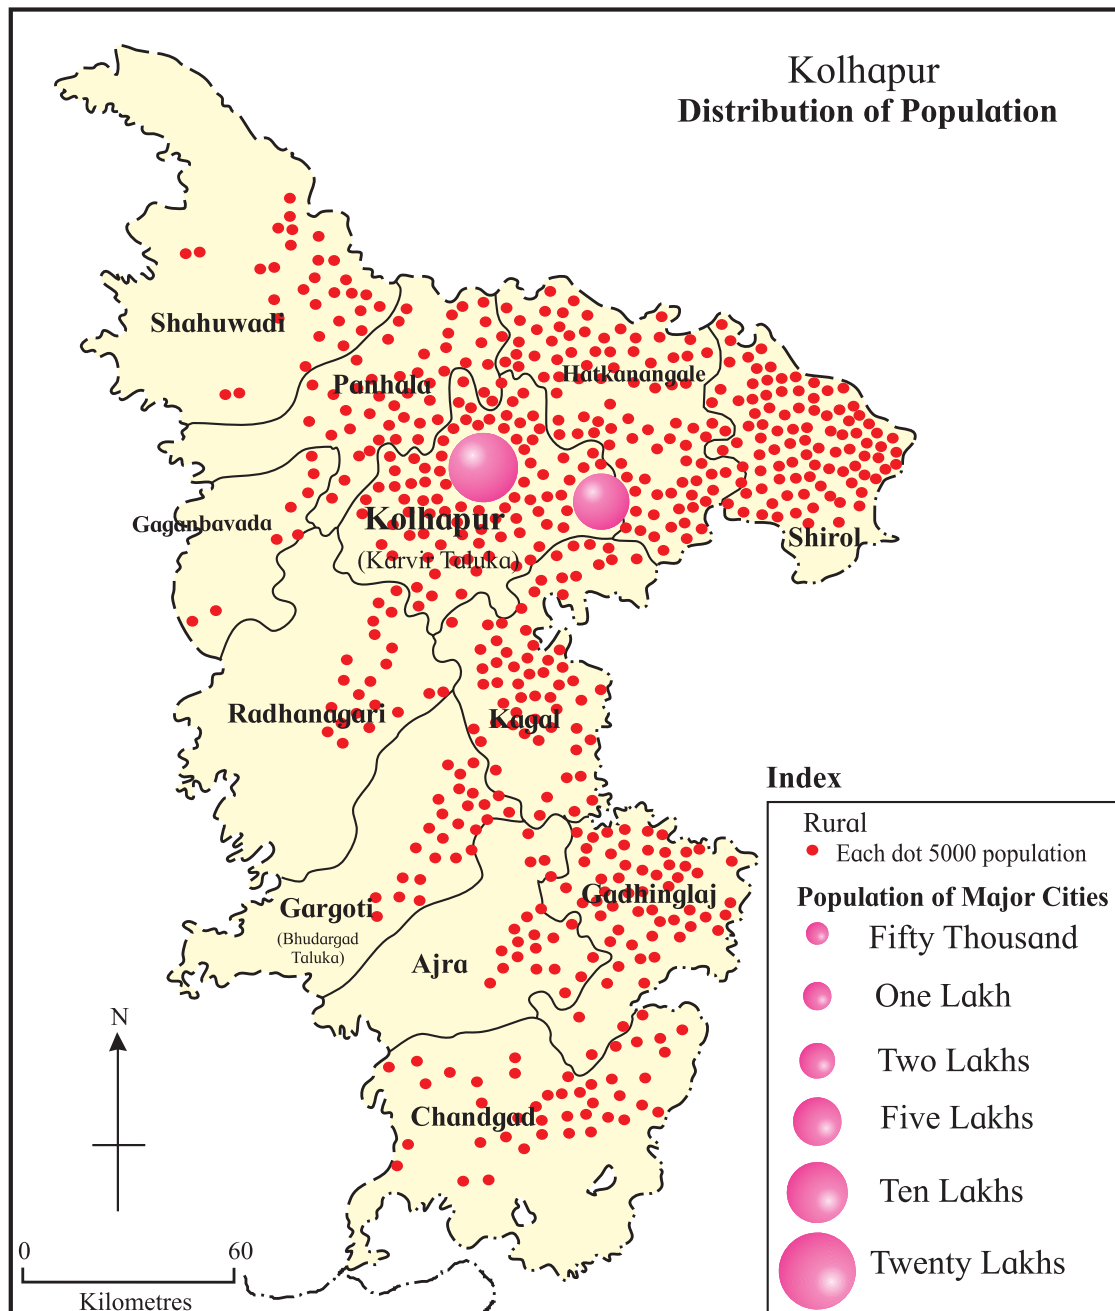 Kolhapur
Distribution of Population
Shahuwadi
Panhala
Hatkanangale
Gaganbavada
Kolhapur
(Karvir Taluka)
Shirol
Radhanagari
Kagal
Gargoti
(Bhudargad
Taluka)
Ajra
Gadhinglaj
Chandgad
N
0 60
Kilometres
Index
Rural
Each dot 5000 population
Population of Major Cities
Fifty Thousand
One Lakh
Two Lakhs
Five Lakhs
Ten Lakhs
Twenty Lakhs